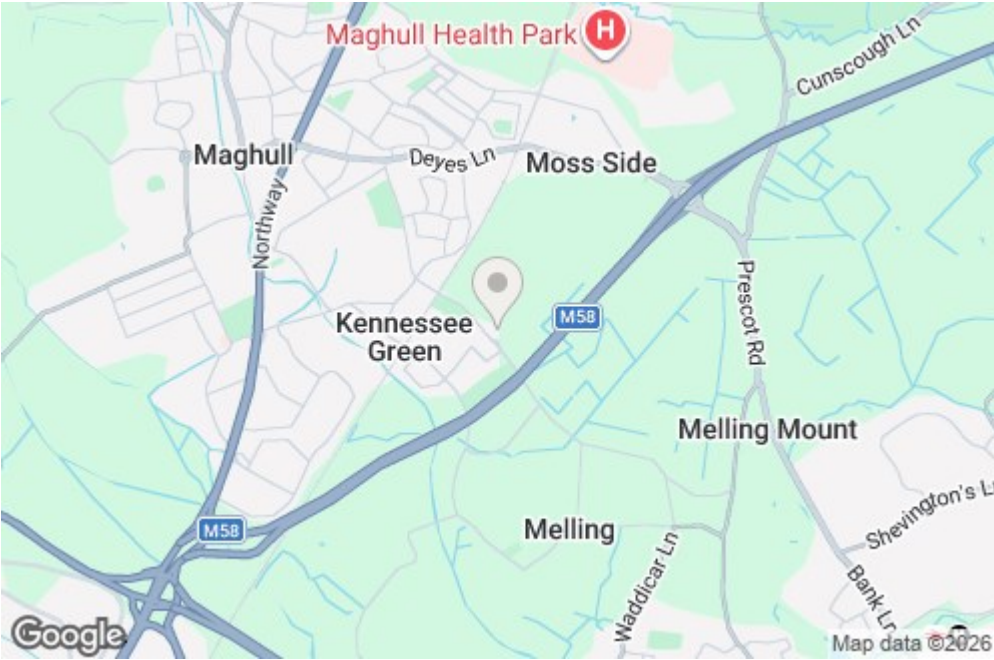 Maghull Health Park
H
Cunscough Ln
Maghull
Deyes Ln
Moss Side
Northway
Prescot Rd
M58
Kennessee
Green
Melling Mount
Shevington's L
M58
Melling
Waddicar Ln
Bank Ln
Google
Map data ©2026